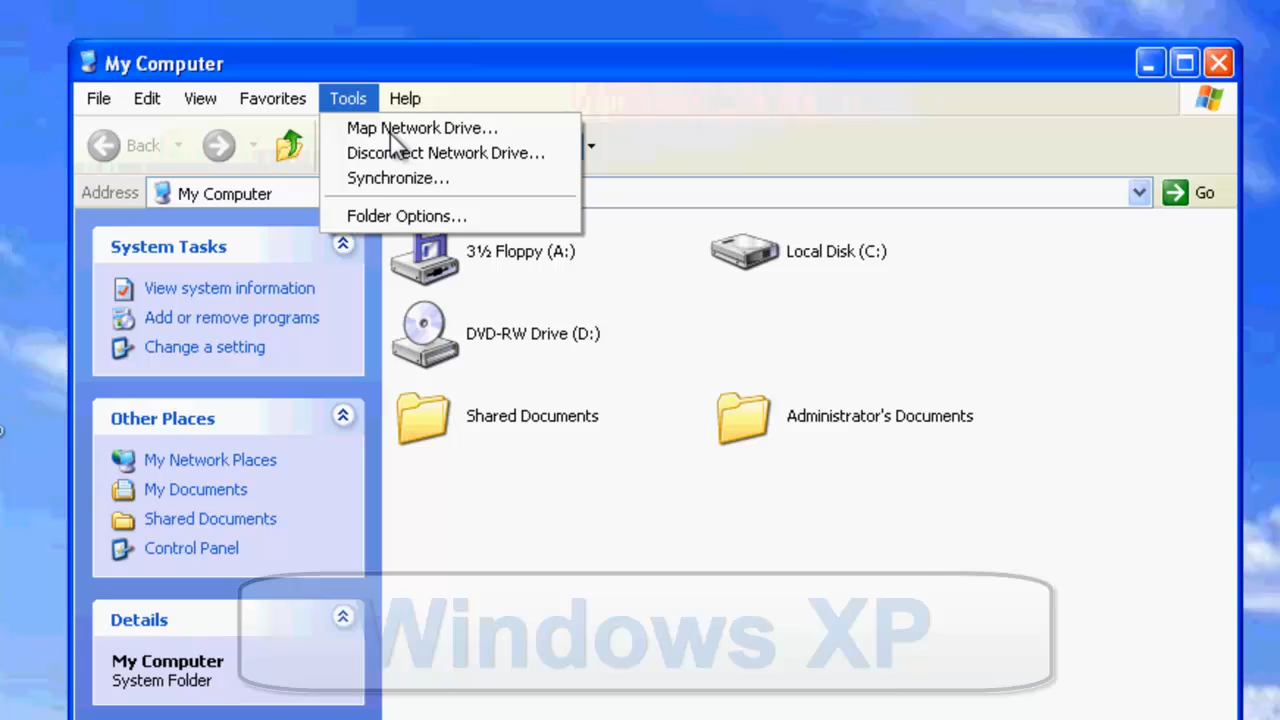 My Computer
File Edit View Favorites Tools Help
Map Network Drive...
Back
Disconnect Network Drive...
Synchronize...
Address My Computer Go
Folder Options...
System Tasks
View system information
Add or remove programs
Change a setting
Other Places
My Network Places
My Documents
Shared Documents
Control Panel
Details
My Computer
System Folder
3½ Floppy (A:)
Local Disk (C:)
DVD-RW Drive (D:)
Shared Documents
Administrator's Documents
Windows XP